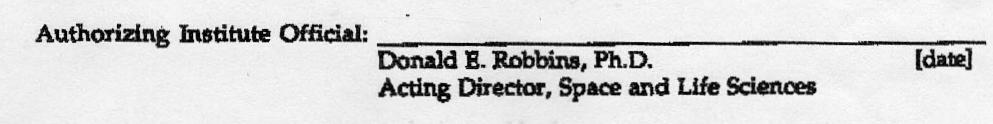 Authorizing Institute Official:
Donald E. Robbins, Ph.D. [date]
Acting Director, Space and Life Sciences